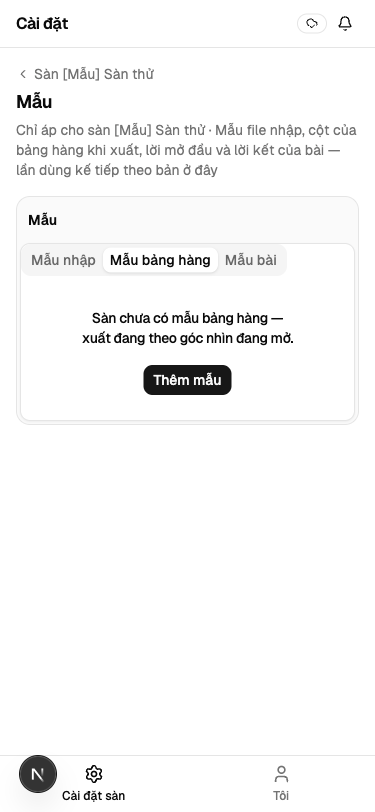 Cài đặt
Sàn [Mẫu] Sàn thử
Mẫu
Chỉ áp cho sàn [Mẫu] Sàn thử · Mẫu file nhập, cột của
bảng hàng khi xuất, lời mở đầu và lời kết của bài —
lần dùng kế tiếp theo bản ở đây
Mẫu
Mẫu nhập Mẫu bảng hàng Mẫu bài
Sàn chưa có mẫu bảng hàng —
xuất đang theo góc nhìn đang mở.
Thêm mẫu
N
Cài đặt sàn Tôi